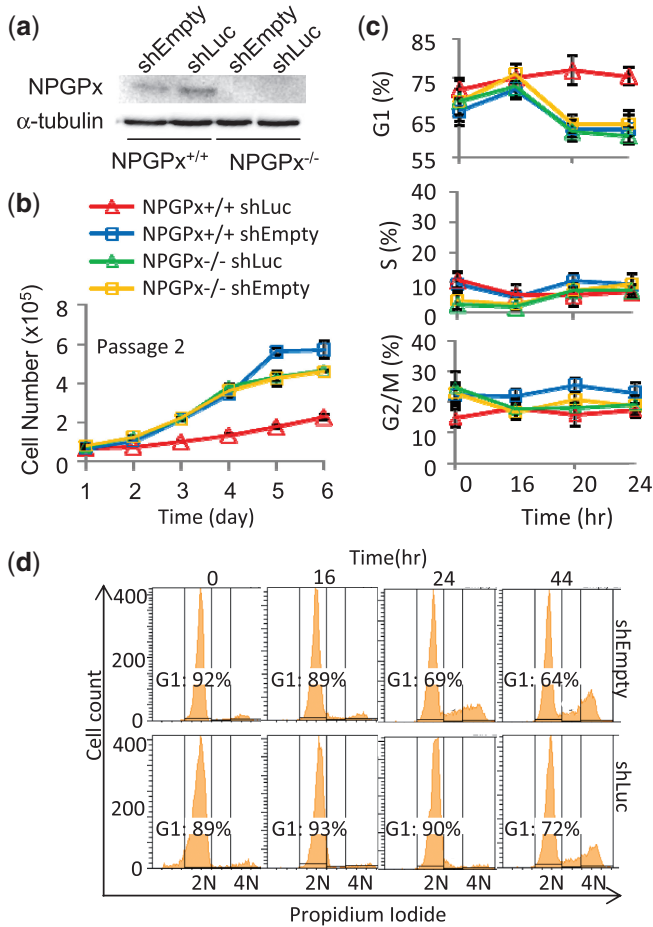 (a)
shEmpty
shLuc
shEmpty
shLuc
NPGPx
α-tubulin
NPGPx+/+
NPGPx-/-
(b)
NPGPx+/+ shLuc
NPGPx+/+ shEmpty
NPGPx-/- shLuc
NPGPx-/- shEmpty
Cell Number (x10⁵)
8
6
4
2
0
Passage 2
1 2 3 4 5 6
Time (day)
(c)
G1 (%)
85
75
65
55
S (%)
40
30
20
10
0
G2/M (%)
40
30
20
10
0
0 16 20 24
Time (hr)
(d)
Time(hr)
0 16 24 44
Cell count
400
200
0
G1: 92% G1: 89% G1: 69% G1: 64%
shEmpty
400
200
0
G1: 89% G1: 93% G1: 90% G1: 72%
shLuc
2N 4N 2N 4N 2N 4N 2N 4N
Propidium Iodide